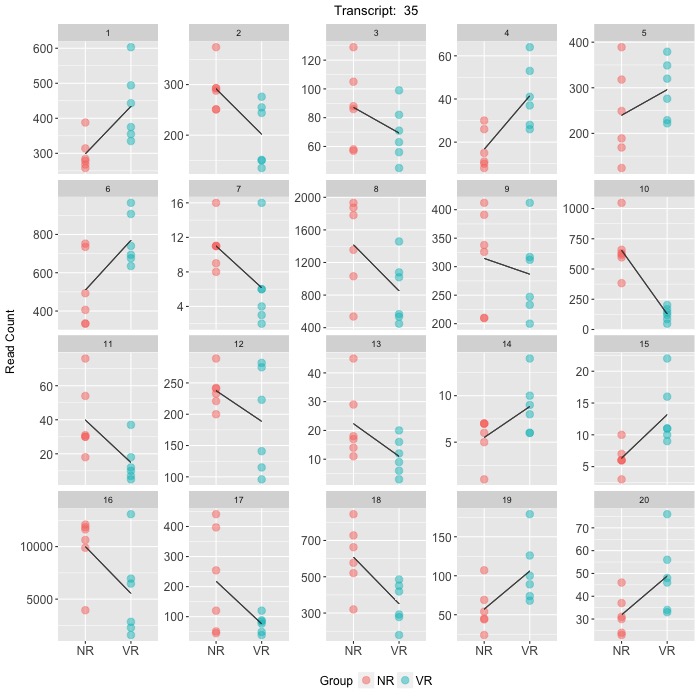 Transcript: 35
1 2 3 4 5
600 500 400 300
300 200
120 90 60
60 40 20
400 300 200
6 7 8 9 10
800 600 400
16 12 8 4
2000 1600 1200 800 400
400 350 300 250 200
1000 750 500 250 0
11 12 13 14 15
60 40 20
250 200 150 100
40 30 20 10
10 5
20 15 10 5
16 17 18 19 20
10000 5000
400 300 200 100
700 500 300
150 100 50
70 60 50 40 30
NR VR NR VR NR VR NR VR NR VR
Read Count
Group NR VR